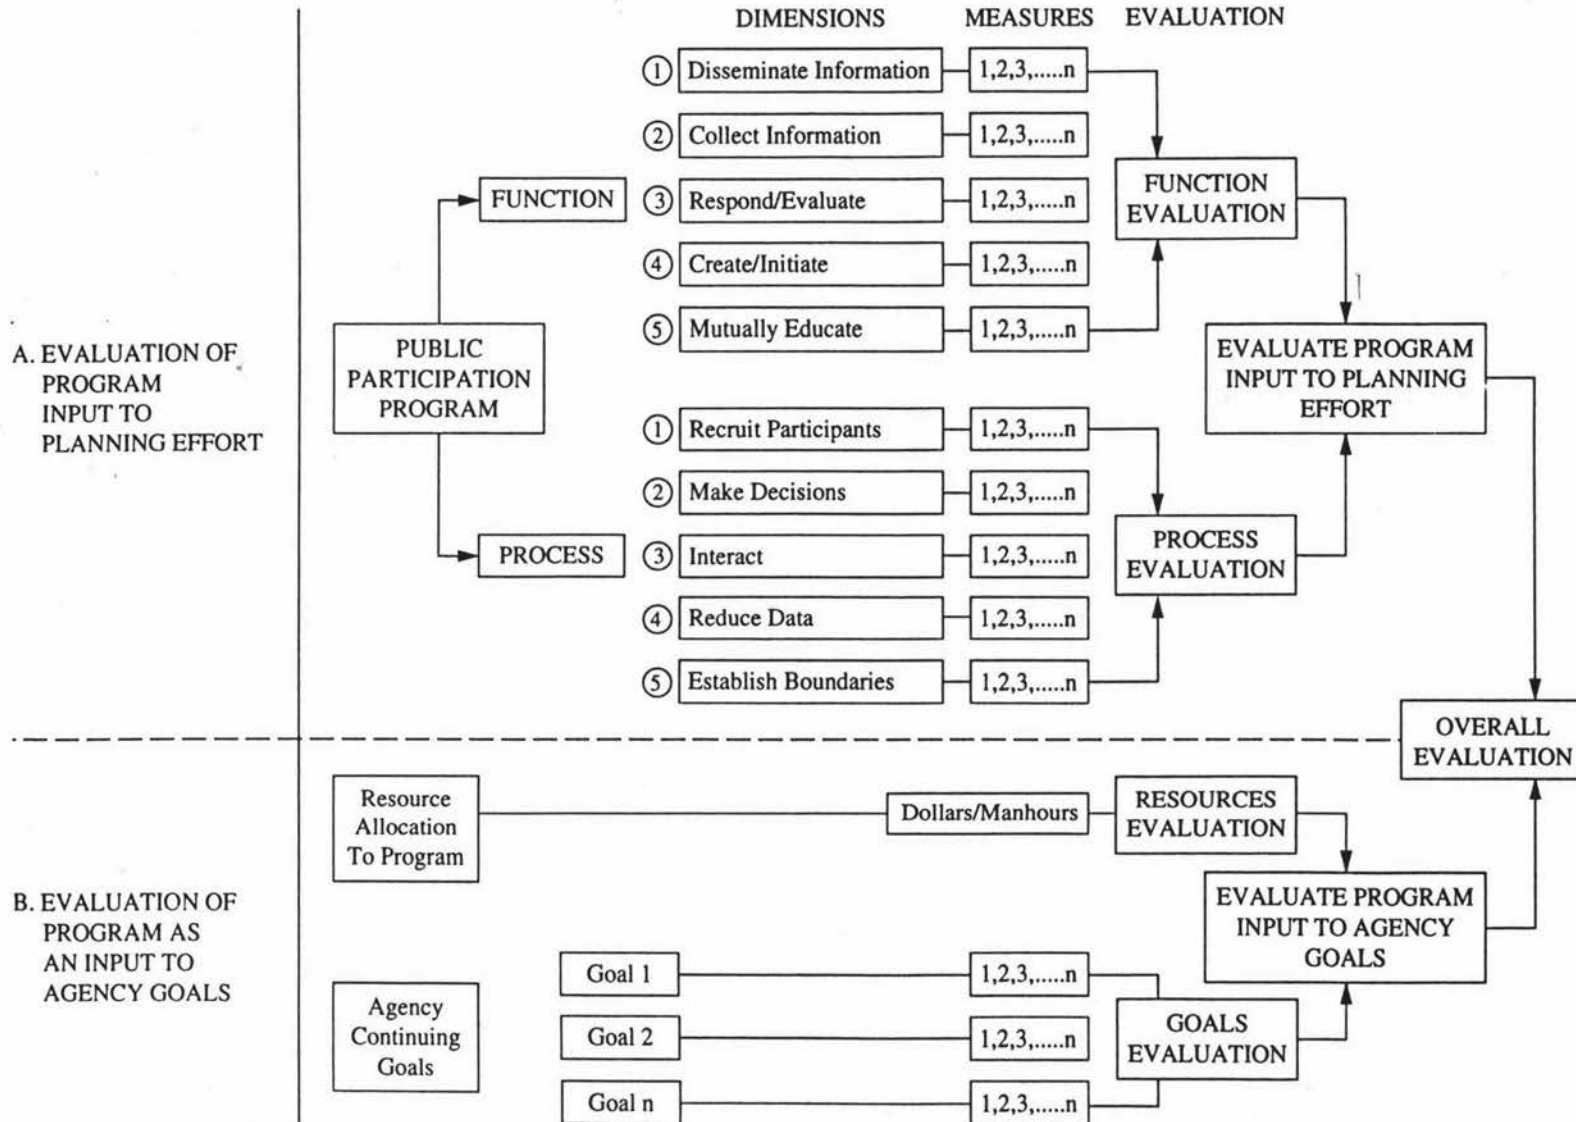 DIMENSIONS MEASURES EVALUATION
① Disseminate Information 1,2,3,.....n
② Collect Information 1,2,3,.....n
FUNCTION ③ Respond/Evaluate 1,2,3,.....n
FUNCTION
EVALUATION
④ Create/Initiate 1,2,3,.....n
⑤ Mutually Educate 1,2,3,.....n
A. EVALUATION OF
PROGRAM
INPUT TO
PLANNING EFFORT
PUBLIC
PARTICIPATION
PROGRAM
EVALUATE PROGRAM
INPUT TO PLANNING
EFFORT
① Recruit Participants 1,2,3,.....n
② Make Decisions 1,2,3,.....n
PROCESS ③ Interact 1,2,3,.....n
PROCESS
EVALUATION
④ Reduce Data 1,2,3,.....n
⑤ Establish Boundaries 1,2,3,.....n
OVERALL
EVALUATION
Resource
Allocation
To Program
Dollars/Manhours
RESOURCES
EVALUATION
B. EVALUATION OF
PROGRAM AS
AN INPUT TO
AGENCY GOALS
EVALUATE PROGRAM
INPUT TO AGENCY
GOALS
Agency
Continuing
Goals
Goal 1 1,2,3,.....n
Goal 2 1,2,3,.....n
Goal n 1,2,3,.....n
GOALS
EVALUATION